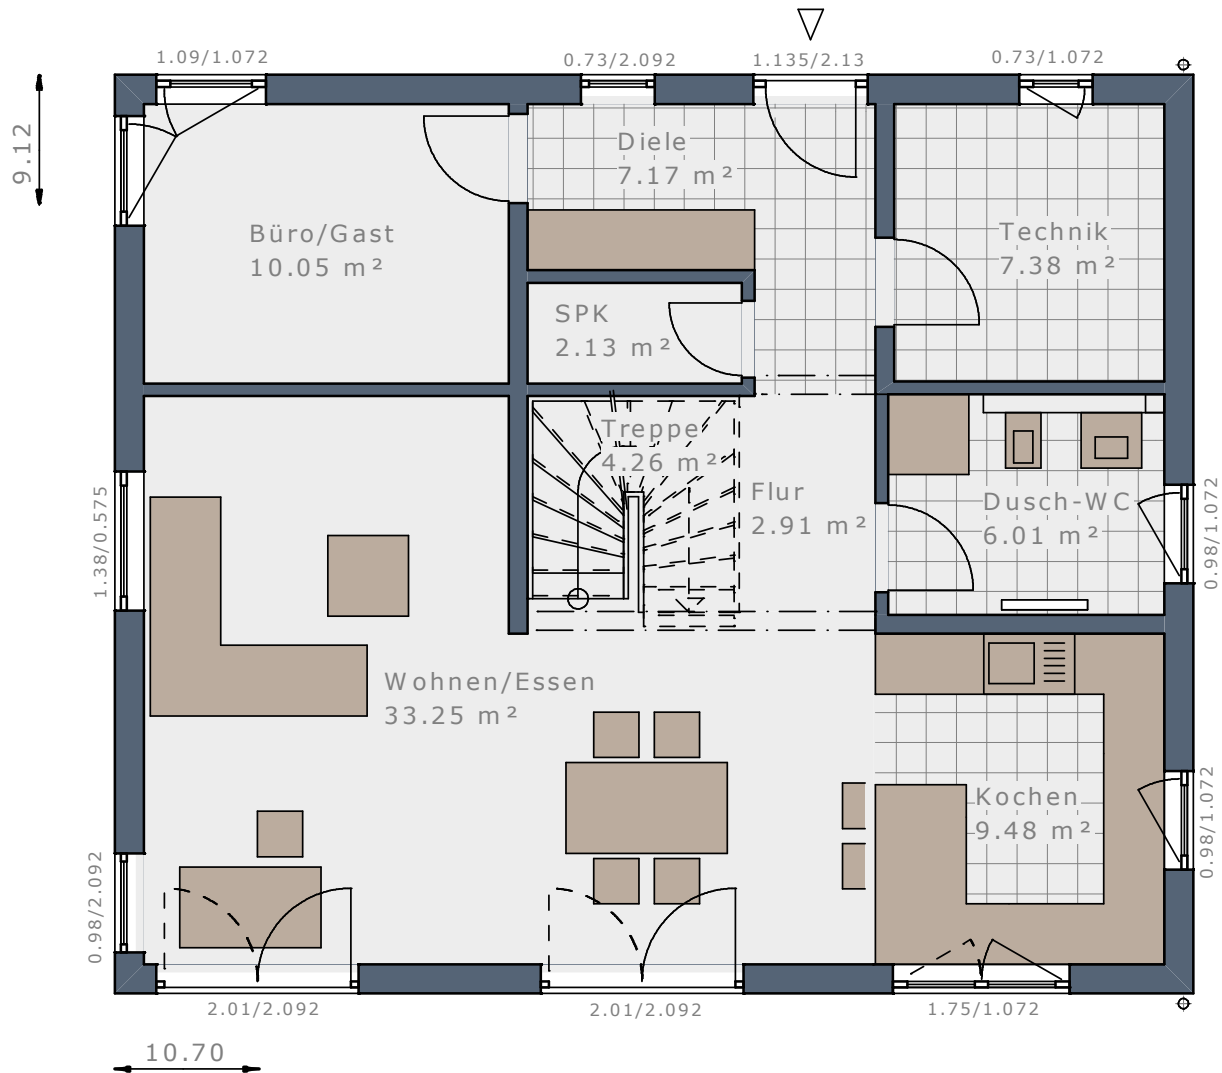 1.09/1.072
0.73/2.092
1.135/2.13
0.73/1.072
9.12
Diele
7.17 m²
Büro/Gast
10.05 m²
Technik
7.38 m²
SPK
2.13 m²
Treppe
4.26 m²
Flur
2.91 m²
Dusch-WC
6.01 m²
1.38/0.575
0.98/1.072
Wohnen/Essen
33.25 m²
Kochen
9.48 m²
0.98/2.092
0.98/1.072
2.01/2.092
2.01/2.092
1.75/1.072
10.70